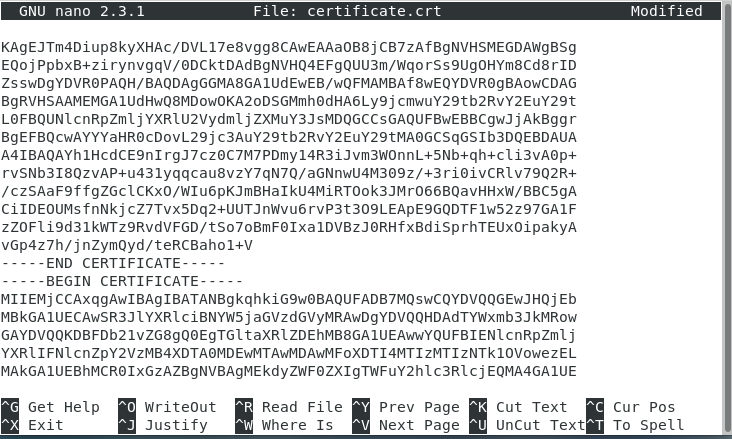 GNU nano 2.3.1 File: certificate.crt Modified
KAgEJTm4Diup8kyXHAc/DVL17e8vgg8CAwEAAaOB8jCB7zAfBgNVHSMEGDAWgBSg
EQojPpbxB+zirynvgqV/0DCktDAdBgNVHQ4EFgQUU3m/WqorSs9UgOHYm8Cd8rID
ZsswDgYDVR0PAQH/BAQDAgGGMA8GA1UdEwEB/wQFMAMBAf8wEQYDVR0gBAowCDAG
BgRVHSAAMEMGA1UdHwQ8MDowOKA2oDSGMmh0dHA6Ly9jcmwuY29tb2RvY2EuY29t
L0FBQUNlcnRpZmljYXRlU2VydmljZXMuY3JsMDQGCCsGAQUFBwEBBCgwJjAkBggr
BgEFBQcwAYYYaHR0cDovL29jc3AuY29tb2RvY2EuY29tMA0GCSqGSIb3DQEBDAUA
A4IBAQAYh1HcdCE9nIrgJ7cz0C7M7PDmy14R3iJvm3WOnnL+5Nb+qh+cli3vA0p+
rvSNb3I8QzvAP+u431yqqcau8vzY7qN7Q/aGNnwU4M309z/+3ri0ivCRlv79Q2R+
/czSAaF9ffgZGclCKxO/WIu6pKJmBHaIkU4MiRTOok3JMrO66BQavHHxW/BBC5gA
CiIDEOUMsfnNkjcZ7Tvx5Dq2+UUTJnWvu6rvP3t3O9LEApE9GQDTF1w52z97GA1F
zZOFli9d31kWTz9RvdVFGD/tSo7oBmF0Ixa1DVBzJ0RHfxBdiSprhTEUxOipakyA
vGp4z7h/jnZymQyd/teRCBaho1+V
-----END CERTIFICATE-----
-----BEGIN CERTIFICATE-----
MIIEMjCCAxqgAwIBAgIBATANBgkqhkiG9w0BAQUFADB7MQswCQYDVQQGEwJHQjEb
MBkGA1UECAwSR3JlYXRlciBNYW5jaGVzdGVyMRAwDgYDVQQHDAdTYWxmb3JkMRow
GAYDVQQKDBFDb21vZG8gQ0EgTGltaXRlZDEhMB8GA1UEAwwYQUFBIENlcnRpZmlj
YXRlIFNlcnZpY2VzMB4XDTA0MDEwMTAwMDAwMFoXDTI4MTIzMTIzNTk1OVowezEL
MAkGA1UEBhMCR0IxGzAZBgNVBAgMEkdyZWF0ZXIgTWFuY2hlc3RlcjEQMA4GA1UE
^G Get Help ^O WriteOut ^R Read File ^Y Prev Page ^K Cut Text ^C Cur Pos
^X Exit ^J Justify ^W Where Is ^V Next Page ^U UnCut Text ^T To Spell